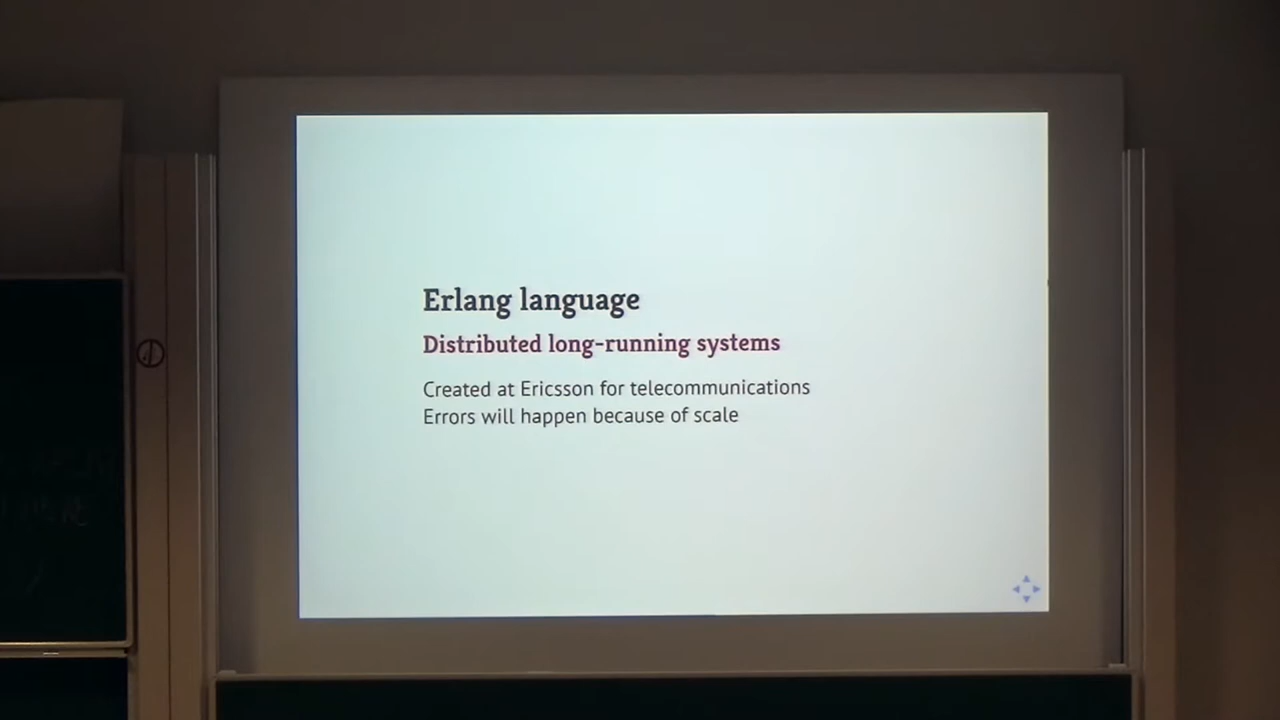 Erlang language
Distributed long-running systems
Created at Ericsson for telecommunications
Errors will happen because of scale